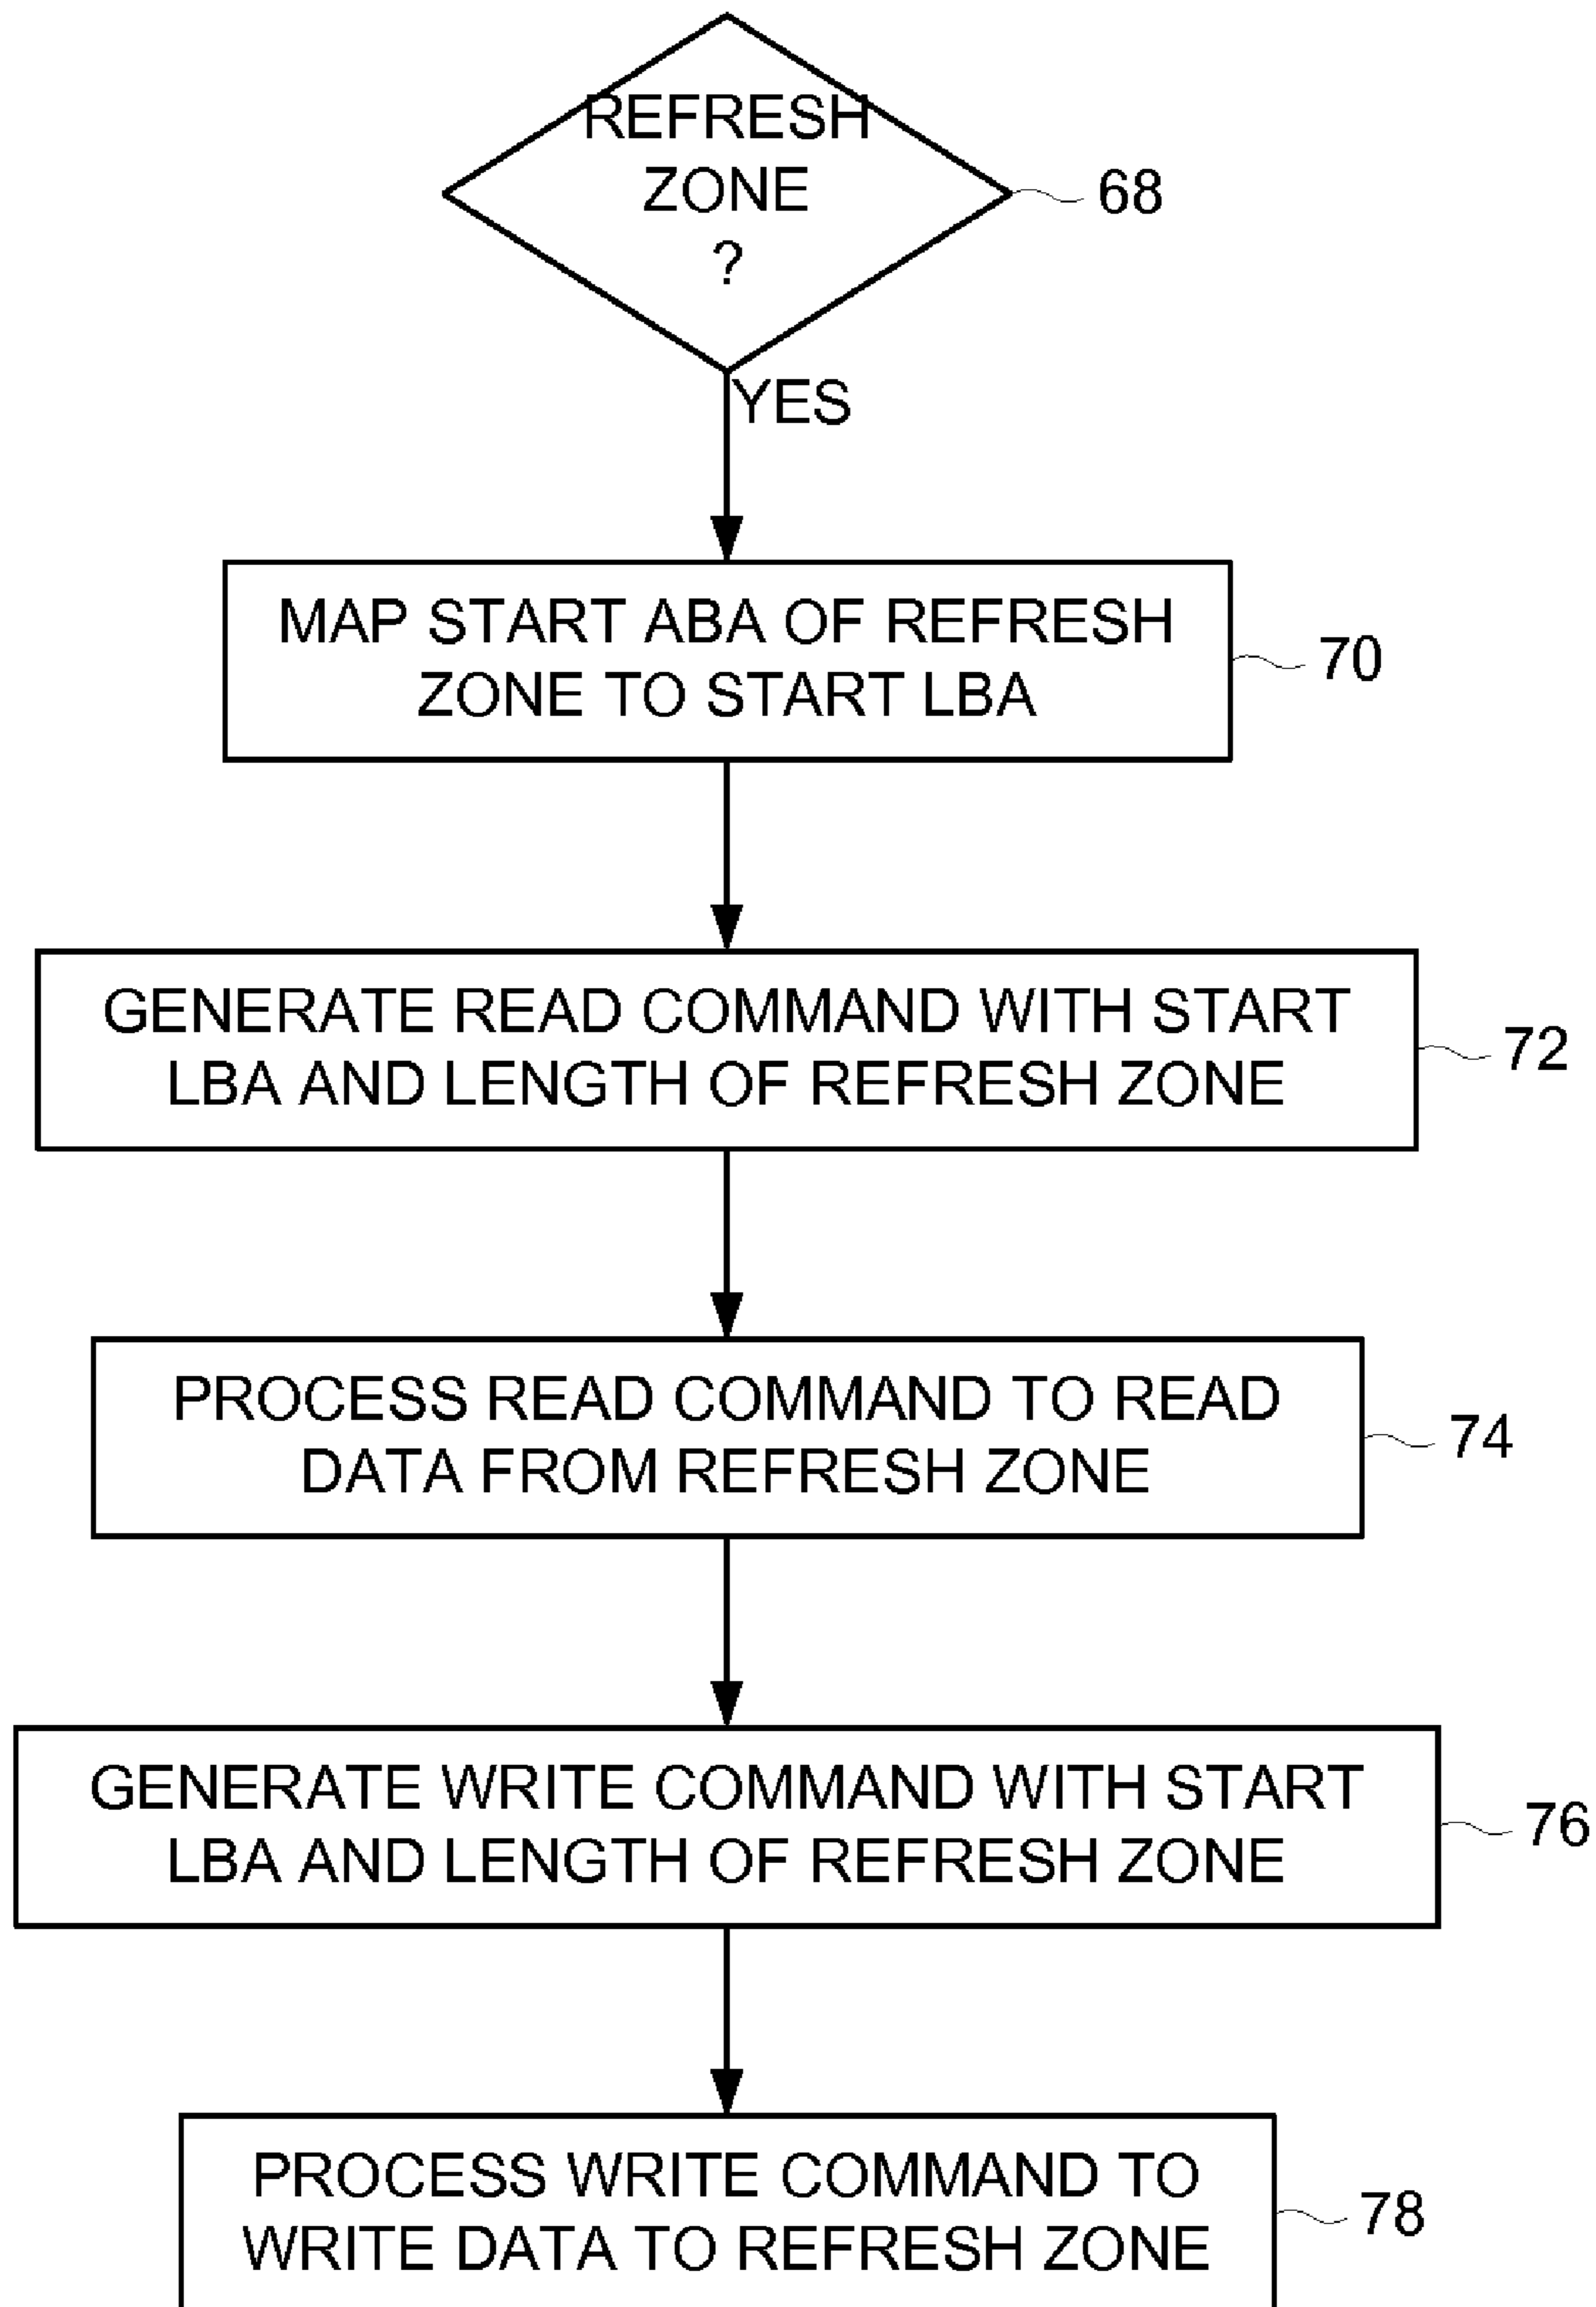 REFRESH
ZONE
?
68
YES
MAP START ABA OF REFRESH
ZONE TO START LBA
70
GENERATE READ COMMAND WITH START
LBA AND LENGTH OF REFRESH ZONE
72
PROCESS READ COMMAND TO READ
DATA FROM REFRESH ZONE
74
GENERATE WRITE COMMAND WITH START
LBA AND LENGTH OF REFRESH ZONE
76
PROCESS WRITE COMMAND TO
WRITE DATA TO REFRESH ZONE
78